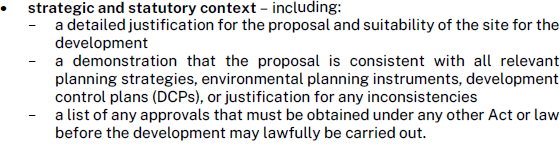 • strategic and statutory context – including:
– a detailed justification for the proposal and suitability of the site for the
development
– a demonstration that the proposal is consistent with all relevant
planning strategies, environmental planning instruments, development
control plans (DCPs), or justification for any inconsistencies
– a list of any approvals that must be obtained under any other Act or law
before the development may lawfully be carried out.